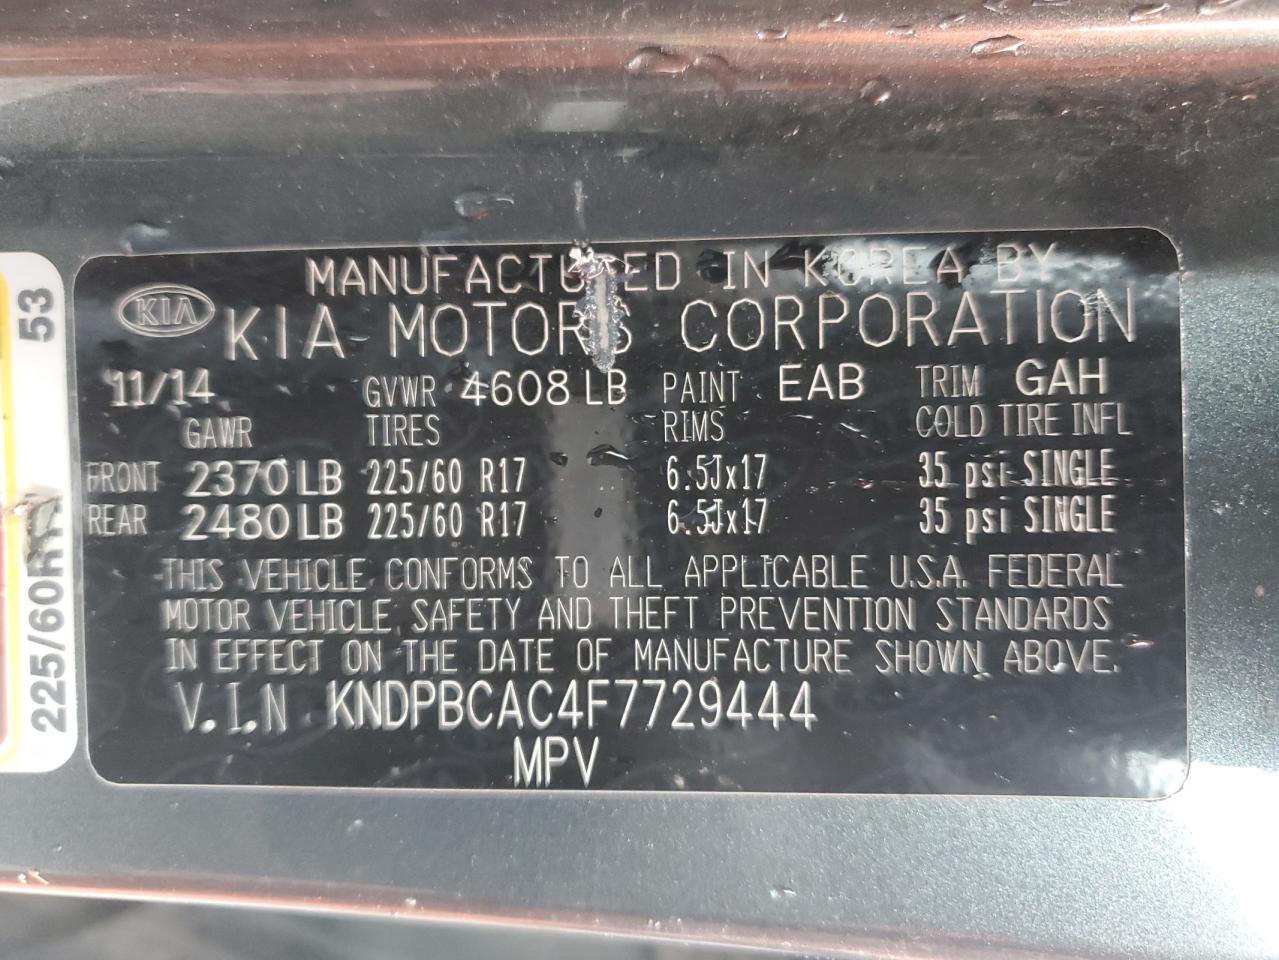 MANUFACTURED IN KOREA BY
KIA KIA MOTORS CORPORATION
11/14 GVWR 4608 LB PAINT EAB TRIM GAH
GAWR TIRES RIMS COLD TIRE INFL
FRONT 2370 LB 225/60 R17 6.5Jx17 35 psi SINGLE
REAR 2480 LB 225/60 R17 6.5Jx17 35 psi SINGLE
THIS VEHICLE CONFORMS TO ALL APPLICABLE U.S.A. FEDERAL
MOTOR VEHICLE SAFETY AND THEFT PREVENTION STANDARDS
IN EFFECT ON THE DATE OF MANUFACTURE SHOWN ABOVE.
V.I.N KNDPBCAC4F7729444
MPV
53